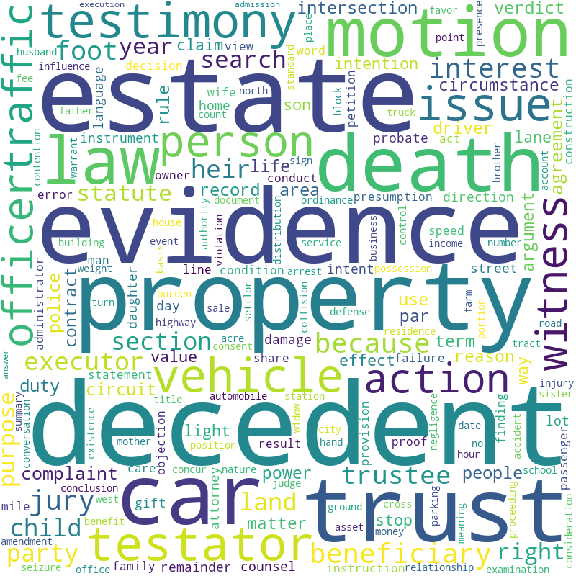 execution admission place favor presence
testimony intersection motion verdict
husband influence foot year claim view word point
officer traffic language search intention decision standard
estate interest issue
father fee north rule son wife home count petition block truck circumstance construction
contention warrant instrument person driver lane
law heir life probate act agreement
death
error statute owner record conduct area sign presumption direction brother account
evidence
building house event violation authority document distribution ordinance service control speed number
man weight basis line condition arrest business income
administrator police contract daughter day intent possession street argument witness
property
turn burden sale acre settlor collision defense farm portion road tract
answer highway consent residence
executor section value share damage because use par term reason way
statement effect failure
duty circuit vehicle action finding lot injury sister
purpose summary conversation title automobile station provision negligence date no accident
existence mother light position widow city hand proof hour passenger
decedent
complaint care concur nature result power trustee people school
conclusion objection judge
mile jury west gift attorney land matter ground cross stop parking meaning proceeding right consideration
child benefit car asset money trust
amendment party testator beneficiary
seizure office family remainder counsel instruction relationship examination